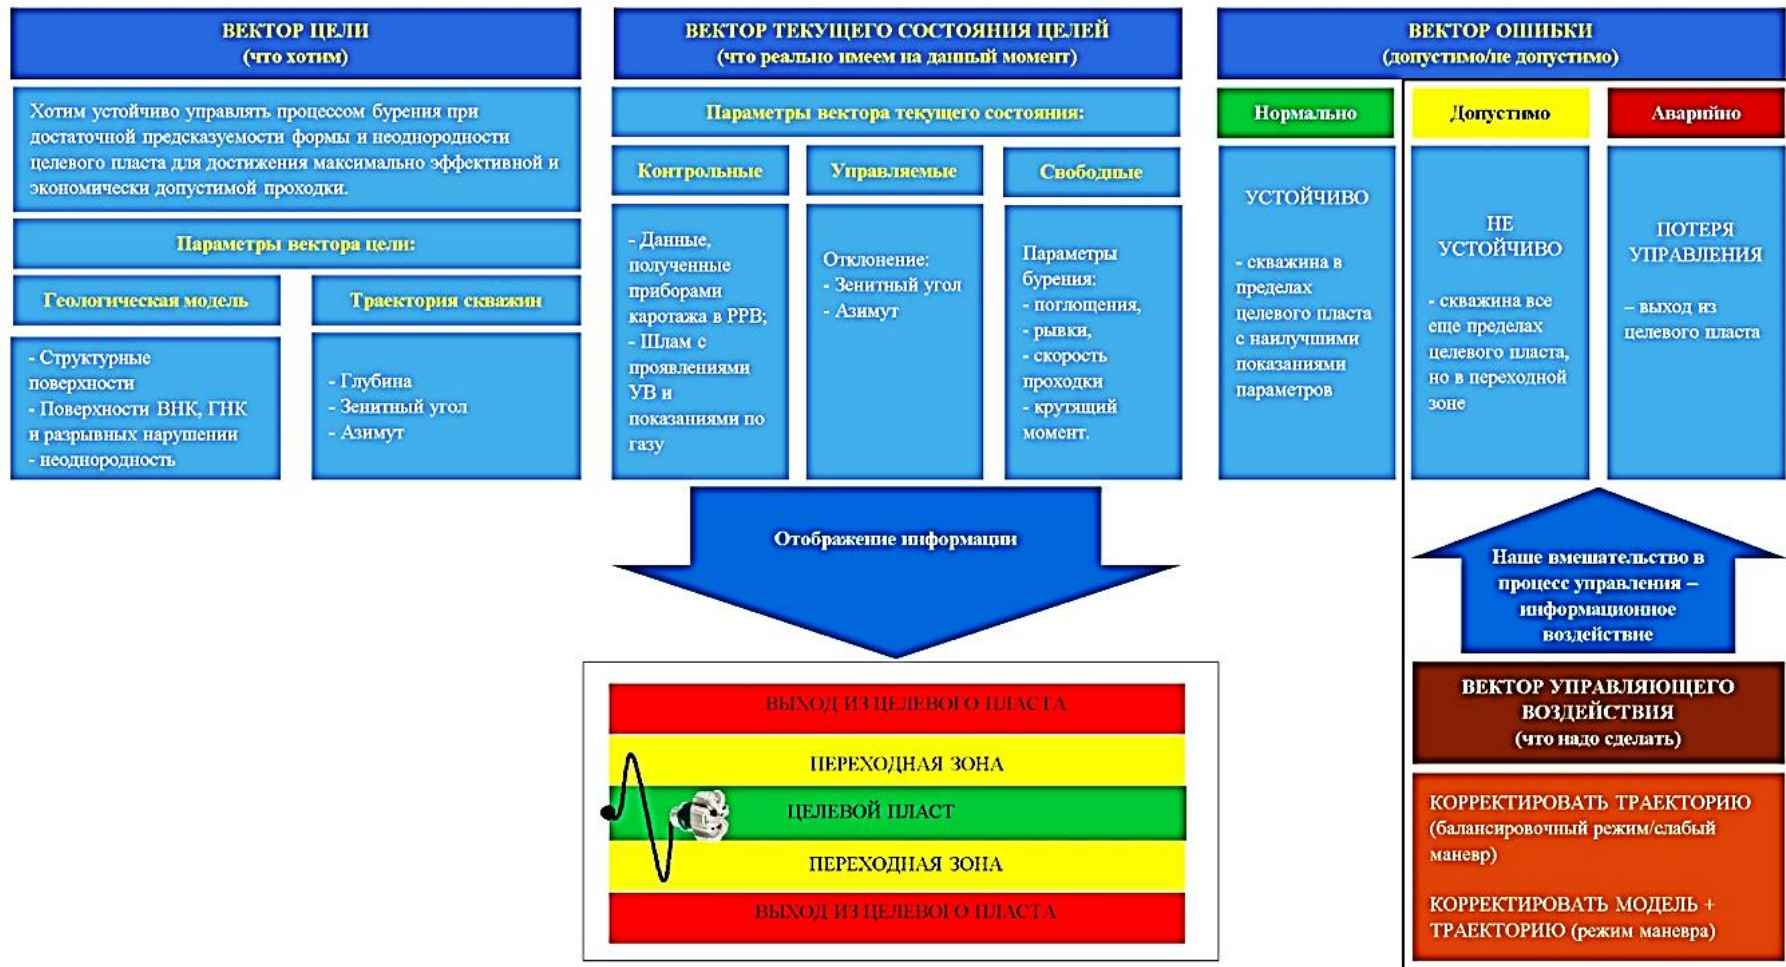 ВЕКТОР ЦЕЛИ
(что хотим)
Хотим устойчиво управлять процессом бурения при
достаточной предсказуемости формы и неоднородности
целевого пласта для достижения максимально эффективной и
экономически допустимой проходки.
Параметры вектора цели:
Геологическая модель
- Структурные
поверхности
- Поверхности ВНК, ГНК
и разрывных нарушении
- неоднородность
Траектория скважин
- Глубина
- Зенитный угол
- Азимут
ВЕКТОР ТЕКУЩЕГО СОСТОЯНИЯ ЦЕЛЕЙ
(что реально имеем на данный момент)
Параметры вектора текущего состояния:
Контрольные
- Данные,
полученные
приборами
каротажа в РРВ;
- Шлам с
проявлениями
УВ и
показаниями по
газу
Управляемые
Отклонение:
- Зенитный угол
- Азимут
Свободные
Параметры
бурения:
- поглощения,
- рывки,
- скорость
проходки
- крутящий
момент.
ВЕКТОР ОШИБКИ
(допустимо/не допустимо)
Нормально
УСТОЙЧИВО
- скважина в
пределах
целевого пласта
с наилучшими
показаниями
параметров
Допустимо
НЕ
УСТОЙЧИВО
- скважина все
еще пределах
целевого пласта,
но в переходной
зоне
Аварийно
ПОТЕРЯ
УПРАВЛЕНИЯ
– выход из
целевого пласта
Отображение информации
Наше вмешательство в
процесс управления –
информационное
воздействие
ВЫХОД ИЗ ЦЕЛЕВОГО ПЛАСТА
ПЕРЕХОДНАЯ ЗОНА
ЦЕЛЕВОЙ ПЛАСТ
ПЕРЕХОДНАЯ ЗОНА
ВЫХОД ИЗ ЦЕЛЕВОГО ПЛАСТА
ВЕКТОР УПРАВЛЯЮЩЕГО
ВОЗДЕЙСТВИЯ
(что надо сделать)
КОРРЕКТИРОВАТЬ ТРАЕКТОРИЮ
(балансировочный режим/слабый
маневр)
КОРРЕКТИРОВАТЬ МОДЕЛЬ +
ТРАЕКТОРИЮ (режим маневра)